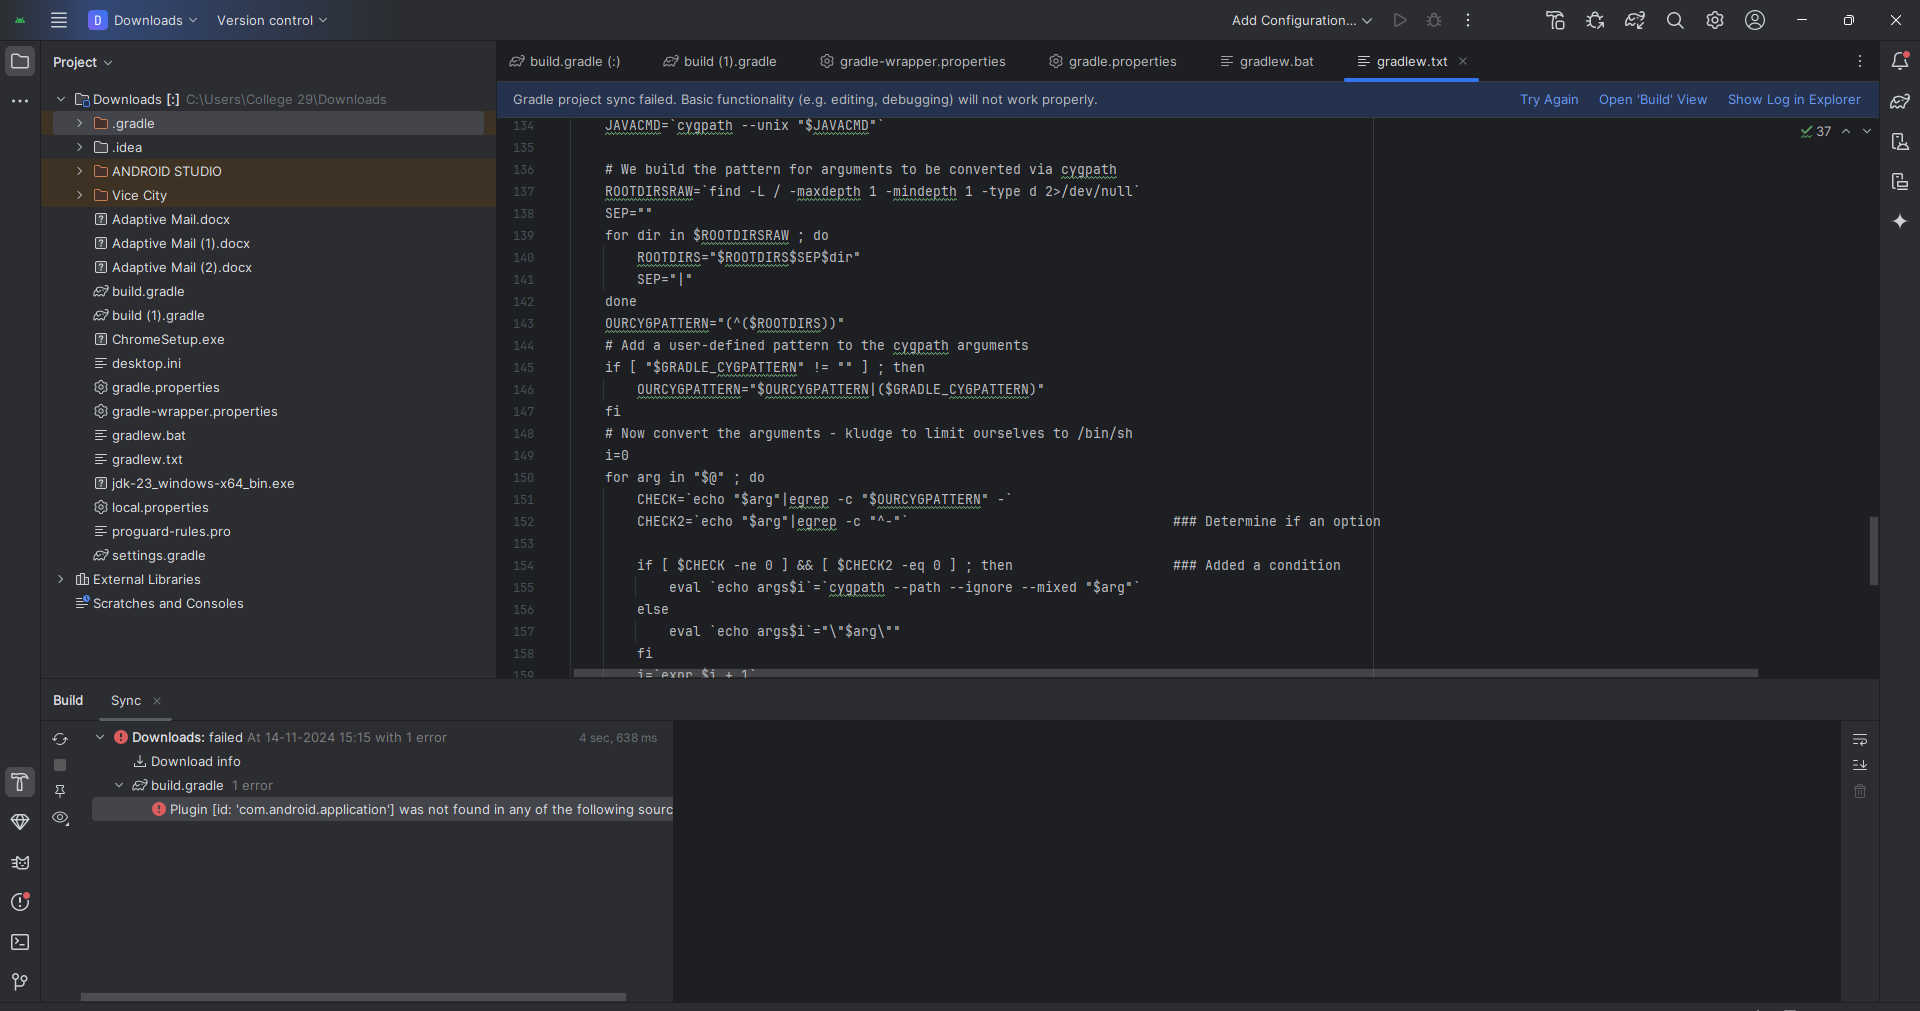 D Downloads Version control Add Configuration...
Project
build.gradle (:) build (1).gradle gradle-wrapper.properties gradle.properties gradlew.bat gradlew.txt
Gradle project sync failed. Basic functionality (e.g. editing, debugging) will not work properly. Try Again Open 'Build' View Show Log in Explorer
Downloads [:] C:\Users\College 29\Downloads
.gradle
.idea
ANDROID STUDIO
Vice City
Adaptive Mail.docx
Adaptive Mail (1).docx
Adaptive Mail (2).docx
build.gradle
build (1).gradle
ChromeSetup.exe
desktop.ini
gradle.properties
gradle-wrapper.properties
gradlew.bat
gradlew.txt
jdk-23_windows-x64_bin.exe
local.properties
proguard-rules.pro
settings.gradle
External Libraries
Scratches and Consoles
37
134 JAVACMD=`cygpath --unix "$JAVACMD"`
135
136 # We build the pattern for arguments to be converted via cygpath
137 ROOTDIRSRAW=`find -L / -maxdepth 1 -mindepth 1 -type d 2>/dev/null`
138 SEP=""
139 for dir in $ROOTDIRSRAW ; do
140 ROOTDIRS="$ROOTDIRS$SEP$dir"
141 SEP="|"
142 done
143 OURCYGPATTERN="(^($ROOTDIRS))"
144 # Add a user-defined pattern to the cygpath arguments
145 if [ "$GRADLE_CYGPATTERN" != "" ] ; then
146 OURCYGPATTERN="$OURCYGPATTERN|($GRADLE_CYGPATTERN)"
147 fi
148 # Now convert the arguments - kludge to limit ourselves to /bin/sh
149 i=0
150 for arg in "$@" ; do
151 CHECK=`echo "$arg"|egrep -c "$OURCYGPATTERN" -`
152 CHECK2=`echo "$arg"|egrep -c "^-"` ### Determine if an option
153
154 if [ $CHECK -ne 0 ] && [ $CHECK2 -eq 0 ] ; then ### Added a condition
155 eval `echo args$i`=`cygpath --path --ignore --mixed "$arg"`
156 else
157 eval `echo args$i`="\"$arg\""
158 fi
159 i=`expr $i + 1`
Build Sync
Downloads: failed At 14-11-2024 15:15 with 1 error 4 sec, 638 ms
Download info
build.gradle 1 error
Plugin [id: 'com.android.application'] was not found in any of the following sourc